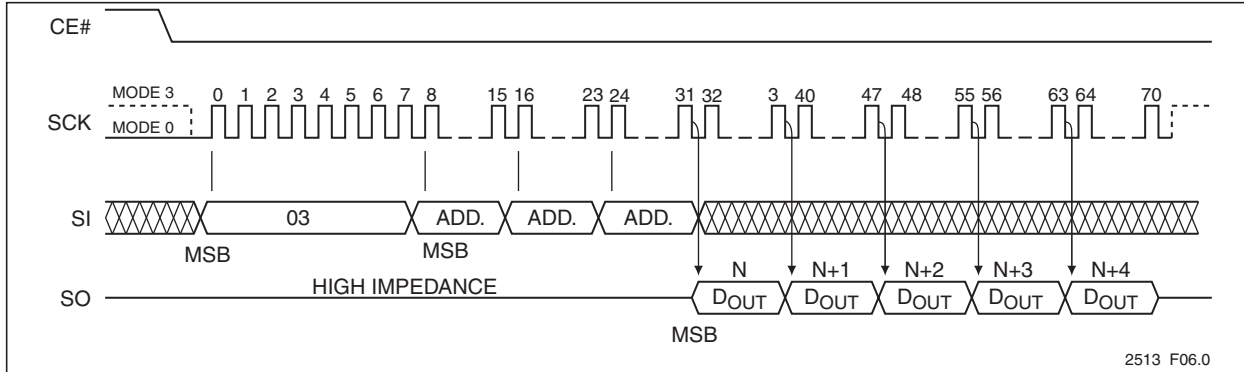 CE#
MODE 3
0 1 2 3 4 5 6 7 8 15 16 23 24 31 32 3 40 47 48 55 56 63 64 70
SCK
MODE 0
SI 03 ADD. ADD. ADD.
MSB MSB
N N+1 N+2 N+3 N+4
HIGH IMPEDANCE
SO DOUT DOUT DOUT DOUT DOUT
MSB
2513 F06.0